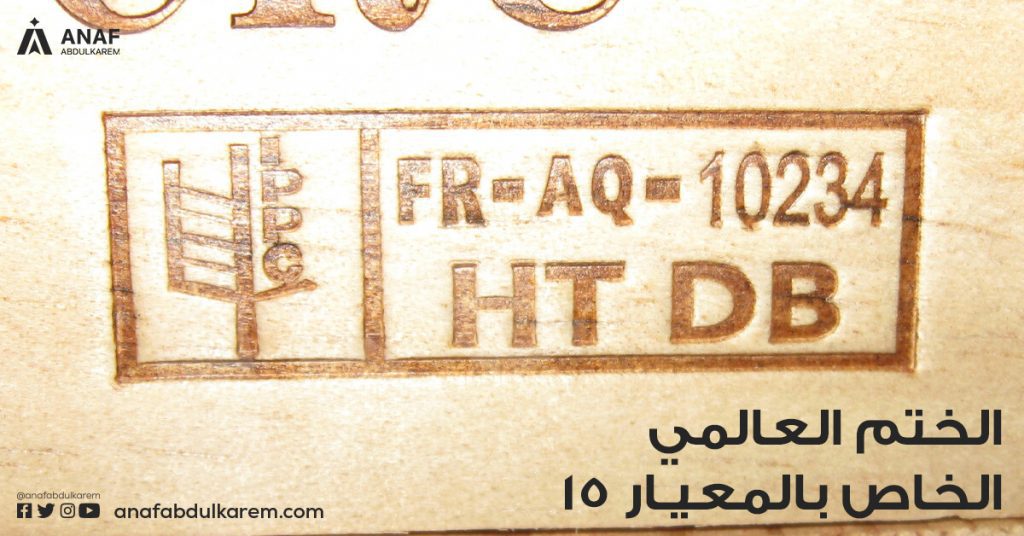 ANAF
ABDULKAREM
IPPC
FR-AQ-10234
HT DB
الختم العالمي
الخاص بالمعيار ١٥
@anafabdulkarem
anafabdulkarem.com